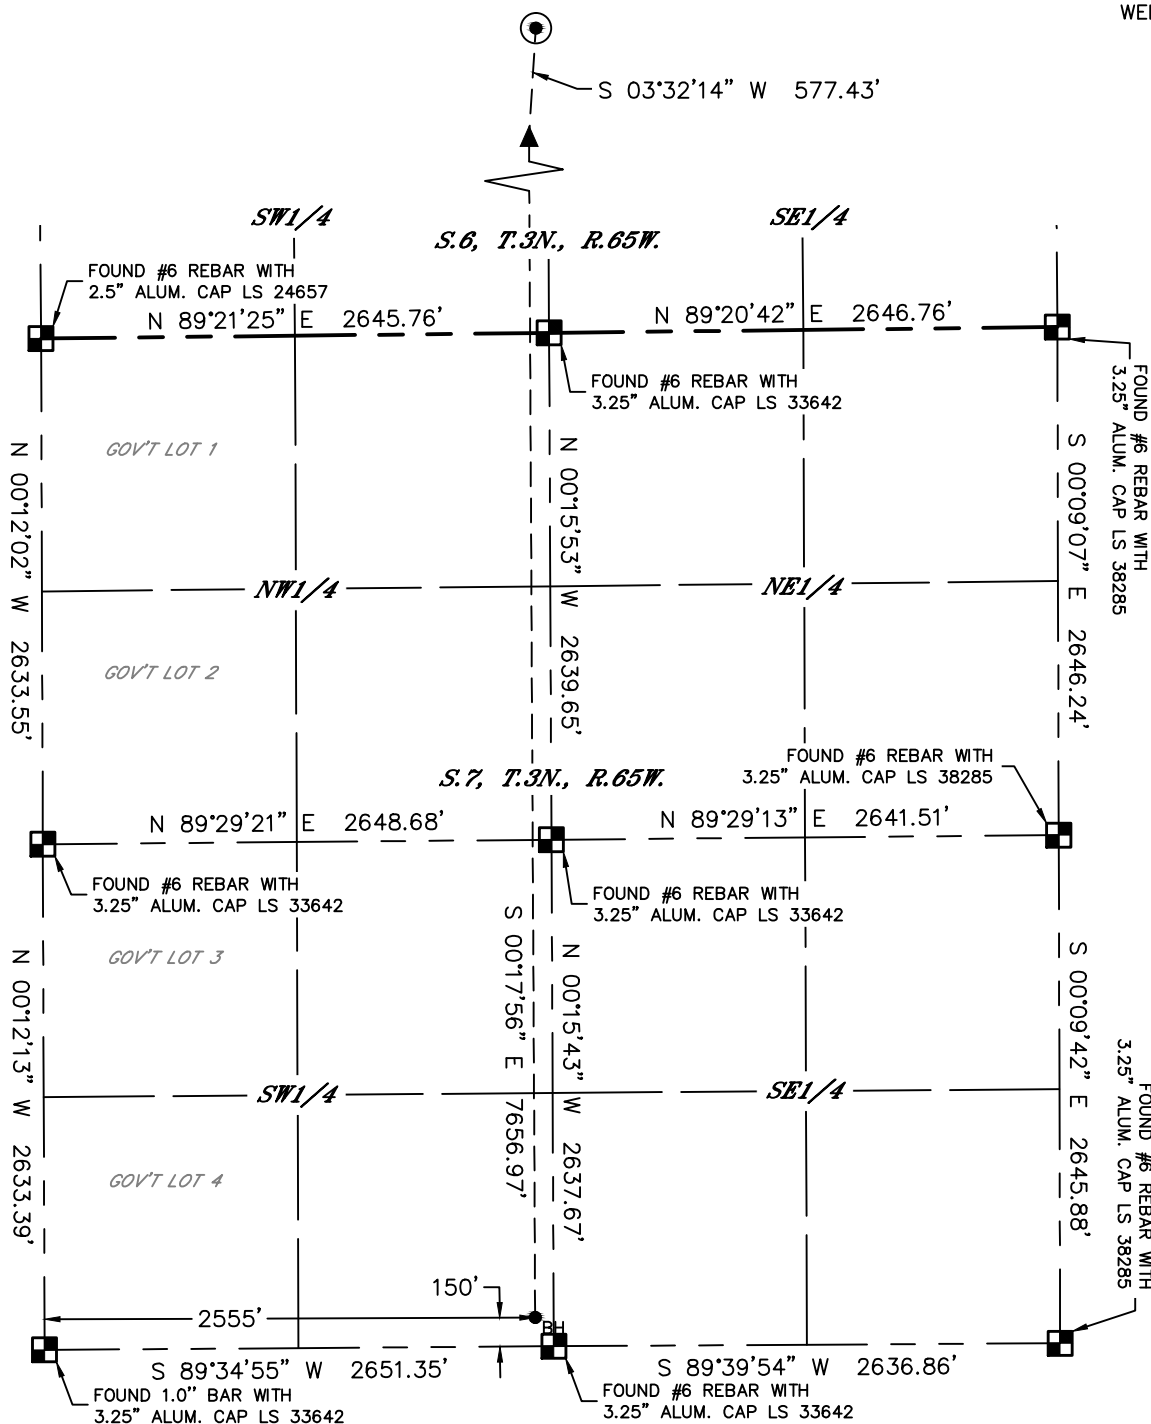 S 03°32'14" W 577.43'
SW1/4
SE1/4
S.6, T.3N., R.65W.
FOUND #6 REBAR WITH
2.5" ALUM. CAP LS 24657
N 89°21'25" E 2645.76'
N 89°20'42" E 2646.76'
FOUND #6 REBAR WITH
3.25" ALUM. CAP LS 33642
FOUND #6 REBAR WITH
3.25" ALUM. CAP LS 38285
GOV'T LOT 1
N 00°12'02" W 2633.55'
N 00°15'53" W 2639.65'
S 00°09'07" E 2646.24'
NW1/4
NE1/4
GOV'T LOT 2
S.7, T.3N., R.65W.
FOUND #6 REBAR WITH
3.25" ALUM. CAP LS 38285
N 89°29'21" E 2648.68'
N 89°29'13" E 2641.51'
FOUND #6 REBAR WITH
3.25" ALUM. CAP LS 33642
FOUND #6 REBAR WITH
3.25" ALUM. CAP LS 33642
GOV'T LOT 3
N 00°12'13" W 2633.39'
S 00°17'56" E 7656.97'
N 00°15'43" W 2637.67'
S 00°09'42" E 2645.88'
FOUND #6 REBAR WITH
3.25" ALUM. CAP LS 38285
SW1/4
SE1/4
GOV'T LOT 4
150'
2555'
BH
S 89°34'55" W 2651.35'
S 89°39'54" W 2636.86'
FOUND 1.0" BAR WITH
3.25" ALUM. CAP LS 33642
FOUND #6 REBAR WITH
3.25" ALUM. CAP LS 33642